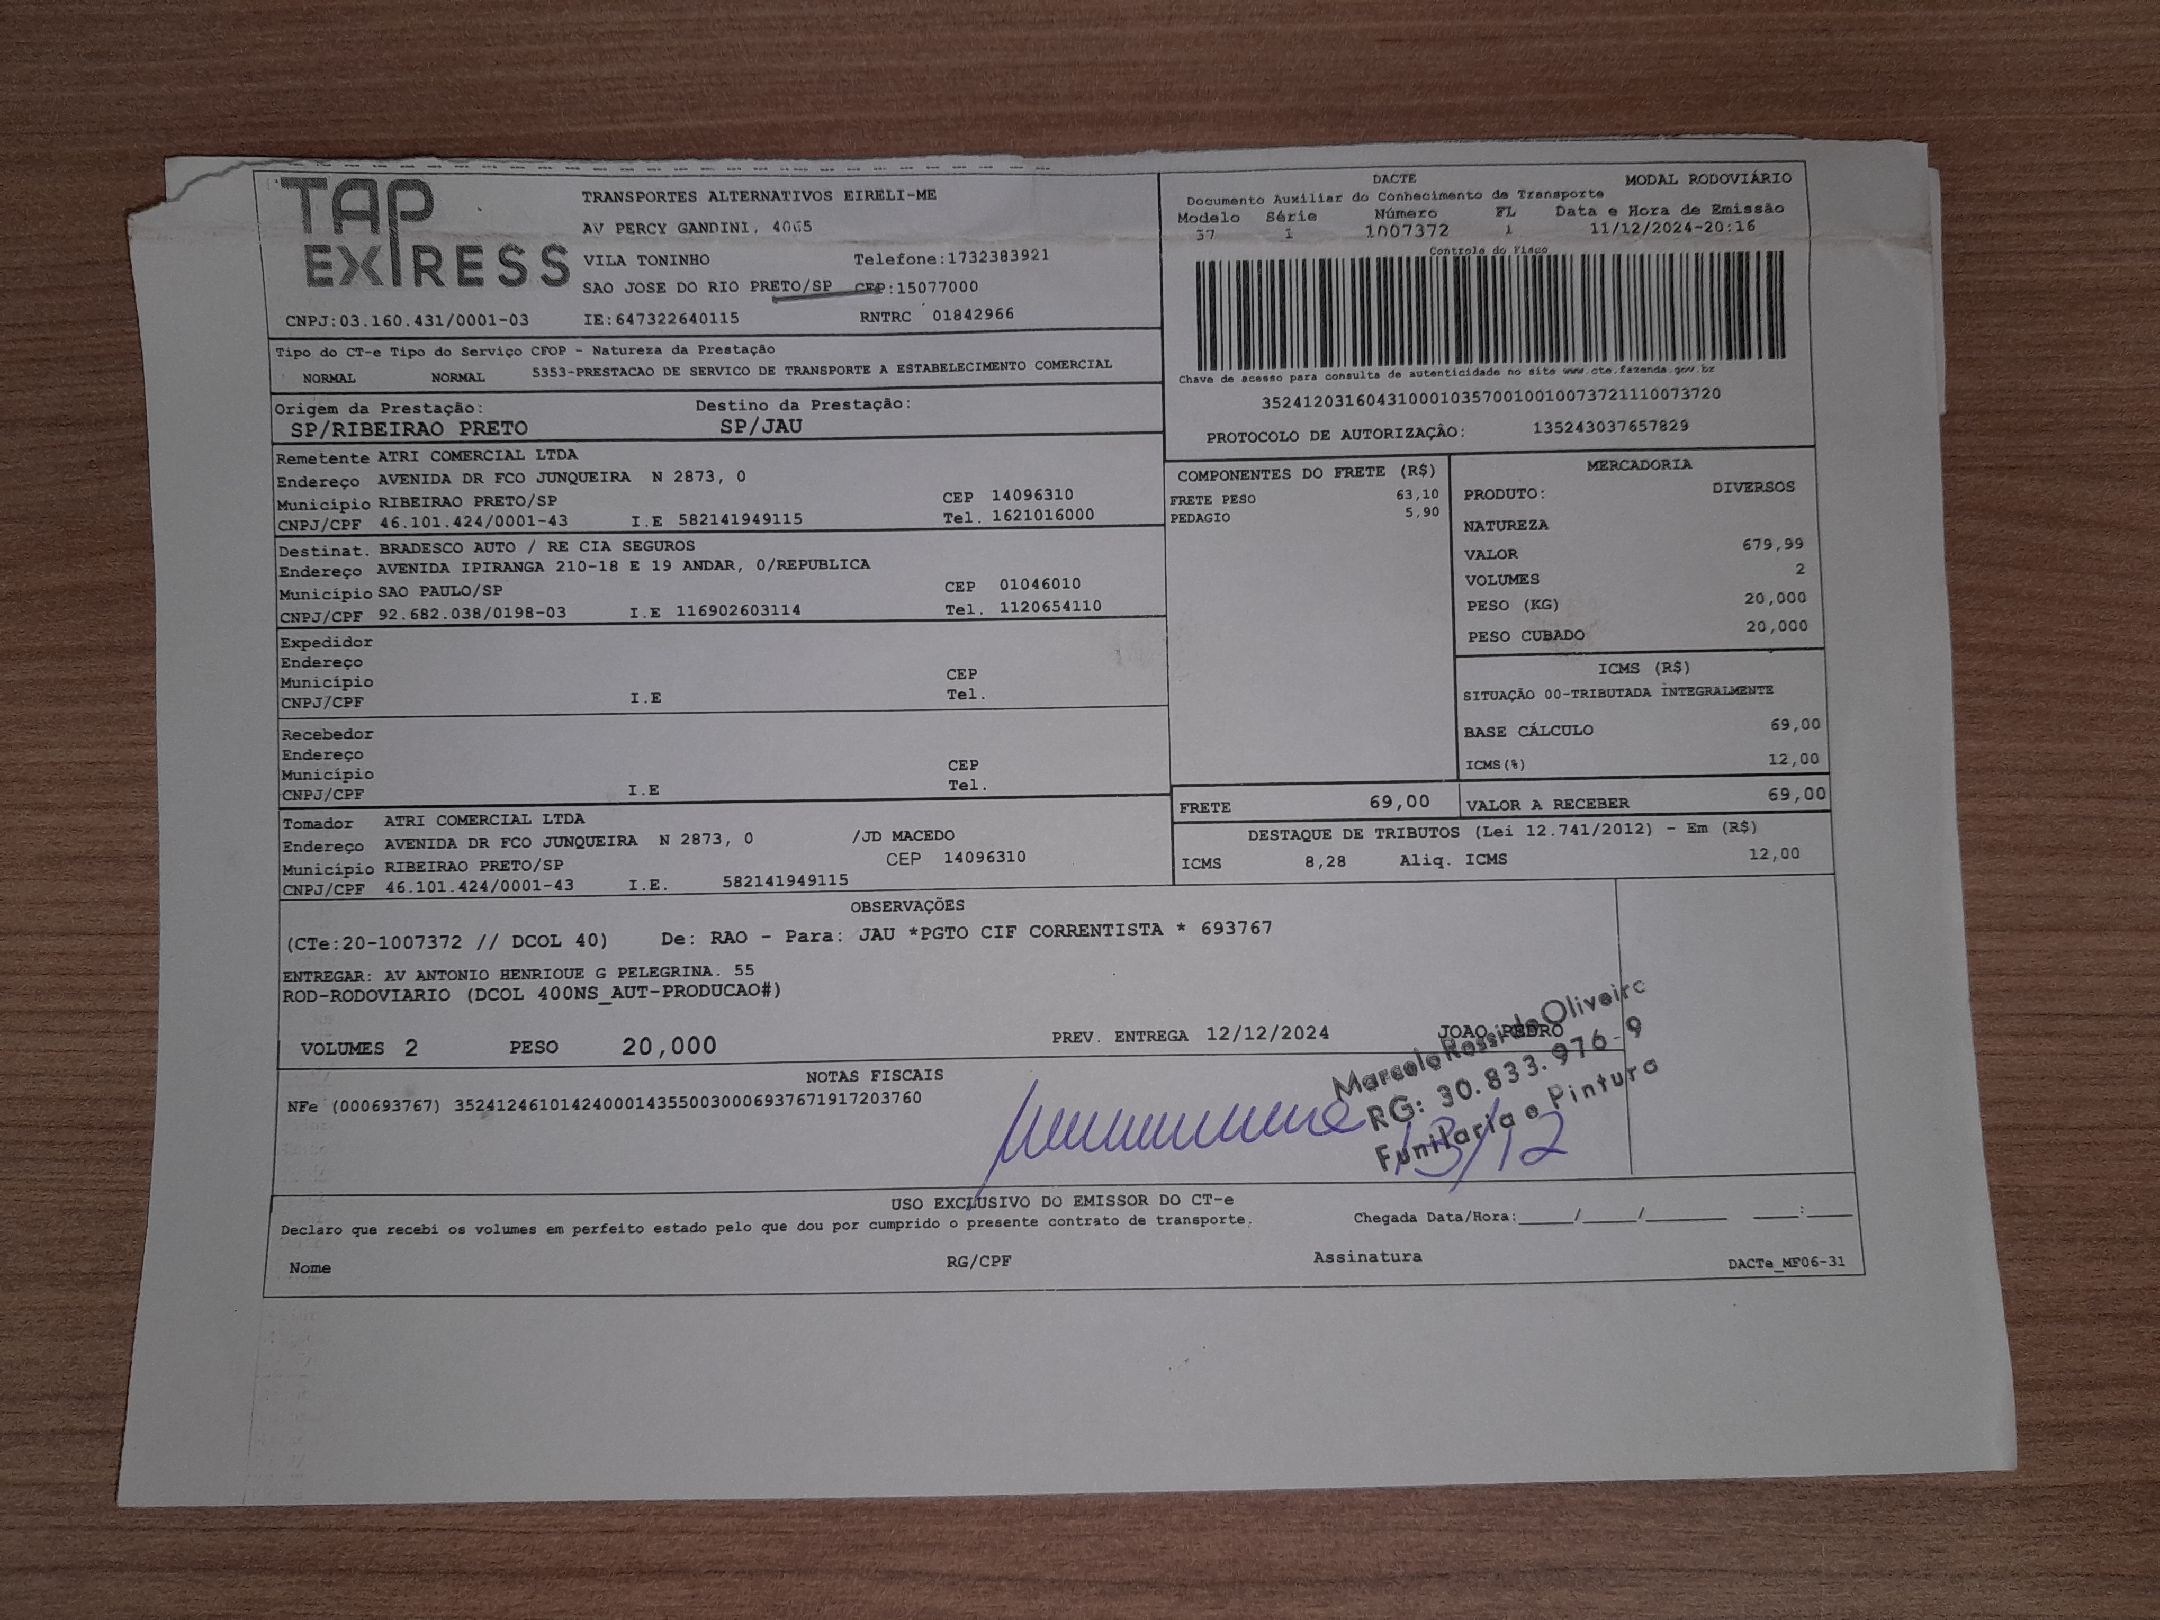 TAP EXPRESS
TRANSPORTES ALTERNATIVOS EIRELI-ME
AV PERCY GANDINI, 4065
VILA TONINHO Telefone:1732383921
SAO JOSE DO RIO PRETO/SP CEP:15077000
CNPJ:03.160.431/0001-03 IE:647322640115 RNTRC 01842966
DACTE MODAL RODOVIÁRIO
Documento Auxiliar do Conhecimento de Transporte
Modelo Série Número FL Data e Hora de Emissão
37 1 1007372 1 11/12/2024-20:16
Controle do Fisco
Chave de acesso para consulta de autenticidade no site www.cte.fazenda.gov.br
35241203160431000103570010010073721110073720
PROTOCOLO DE AUTORIZAÇÃO: 135243037657829
Tipo do CT-e Tipo do Serviço CFOP - Natureza da Prestação
NORMAL NORMAL 5353-PRESTACAO DE SERVICO DE TRANSPORTE A ESTABELECIMENTO COMERCIAL
Origem da Prestação: Destino da Prestação:
SP/RIBEIRAO PRETO SP/JAU
Remetente ATRI COMERCIAL LTDA
Endereço AVENIDA DR FCO JUNQUEIRA N 2873, 0
Município RIBEIRAO PRETO/SP CEP 14096310
CNPJ/CPF 46.101.424/0001-43 I.E 582141949115 Tel. 1621016000
Destinat. BRADESCO AUTO / RE CIA SEGUROS
Endereço AVENIDA IPIRANGA 210-18 E 19 ANDAR, 0/REPUBLICA
Município SAO PAULO/SP CEP 01046010
CNPJ/CPF 92.682.038/0198-03 I.E 116902603114 Tel. 1120654110
Expedidor
Endereço
Município CEP
CNPJ/CPF I.E Tel.
Recebedor
Endereço
Município CEP
CNPJ/CPF I.E Tel.
Tomador ATRI COMERCIAL LTDA
Endereço AVENIDA DR FCO JUNQUEIRA N 2873, 0 /JD MACEDO
Município RIBEIRAO PRETO/SP CEP 14096310
CNPJ/CPF 46.101.424/0001-43 I.E. 582141949115
COMPONENTES DO FRETE (R$)
FRETE PESO 63,10
PEDAGIO 5,90
MERCADORIA
PRODUTO: DIVERSOS
NATUREZA
VALOR 679,99
VOLUMES 2
PESO (KG) 20,000
PESO CUBADO 20,000
ICMS (R$)
SITUAÇÃO 00-TRIBUTADA INTEGRALMENTE
BASE CÁLCULO 69,00
ICMS(%) 12,00
FRETE 69,00 VALOR A RECEBER 69,00
DESTAQUE DE TRIBUTOS (Lei 12.741/2012) - Em (R$)
ICMS 8,28 Aliq. ICMS 12,00
OBSERVAÇÕES
(CTe:20-1007372 // DCOL 40) De: RAO - Para: JAU *PGTO CIF CORRENTISTA * 693767
ENTREGAR: AV ANTONIO HENRIQUE G PELEGRINA. 55
ROD-RODOVIARIO (DCOL 400NS_AUT-PRODUCAO#)
VOLUMES 2 PESO 20,000 PREV. ENTREGA 12/12/2024 JOAO PEDRO
Marcelo Rossi de Oliveira
RG: 30.833.976-9
Funilaria e Pintura
13/12
NOTAS FISCAIS
NFe (000693767) 35241246101424000143550030006937671917203760
USO EXCLUSIVO DO EMISSOR DO CT-e
Declaro que recebi os volumes em perfeito estado pelo que dou por cumprido o presente contrato de transporte. Chegada Data/Hora:_____/_____/_______ ____:____
Nome RG/CPF Assinatura DACTe_MF06-31